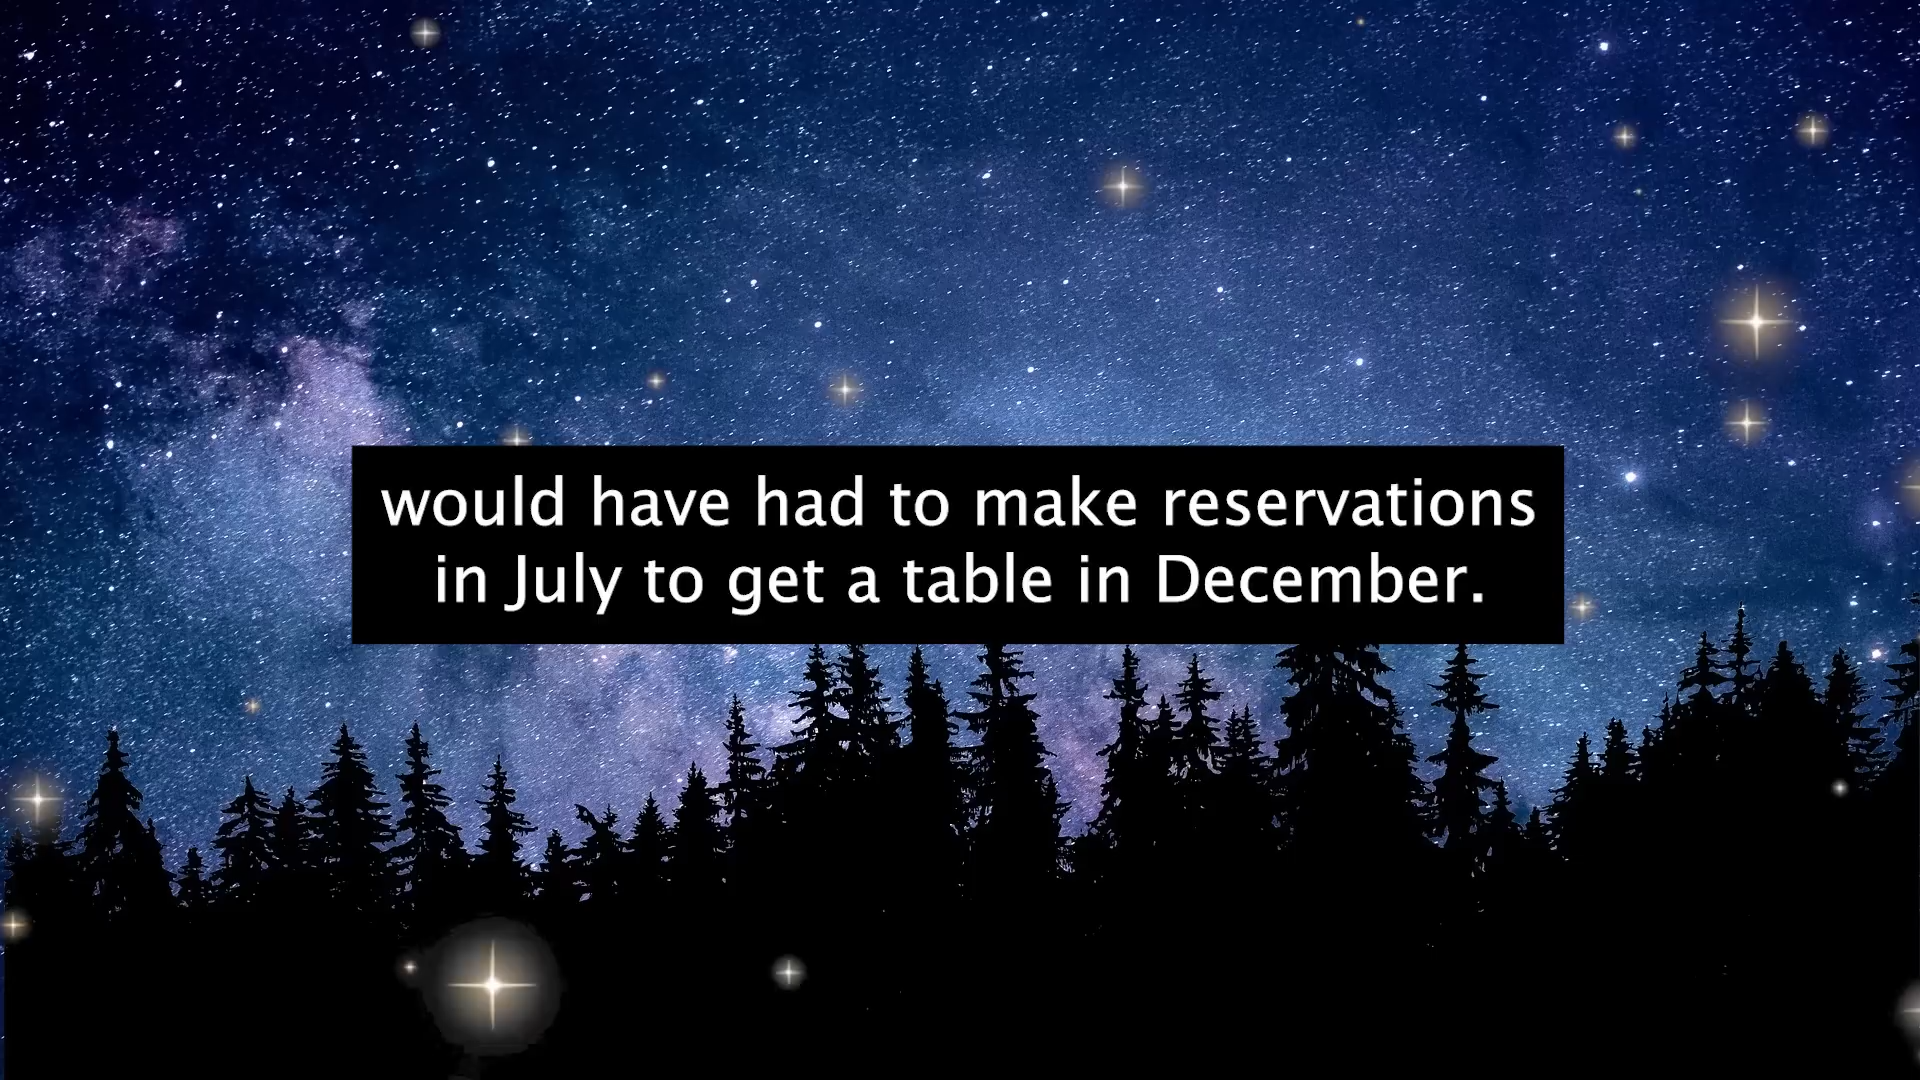 would have had to make reservations
in July to get a table in December.